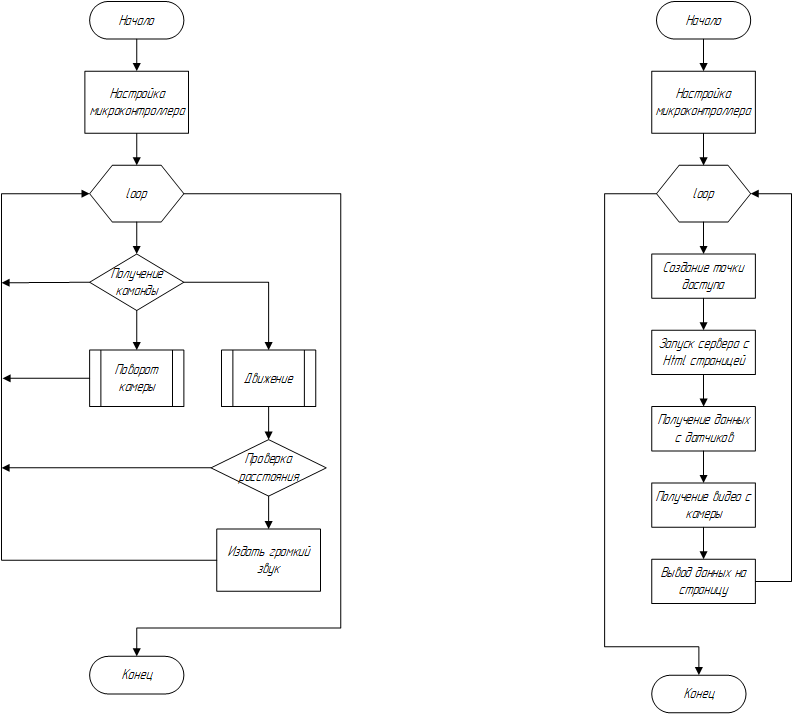 Начало
Настройка
микроконтроллера
loop
Получение
команды
Поворот
камеры
Движение
Проверка
расстояния
Издать громкий
звук
Конец
Начало
Настройка
микроконтроллера
loop
Создание точки
доступа
Запуск сервера с
Html страницей
Получение данных
с датчиков
Получение видео с
камеры
Вывод данных на
страницу
Конец